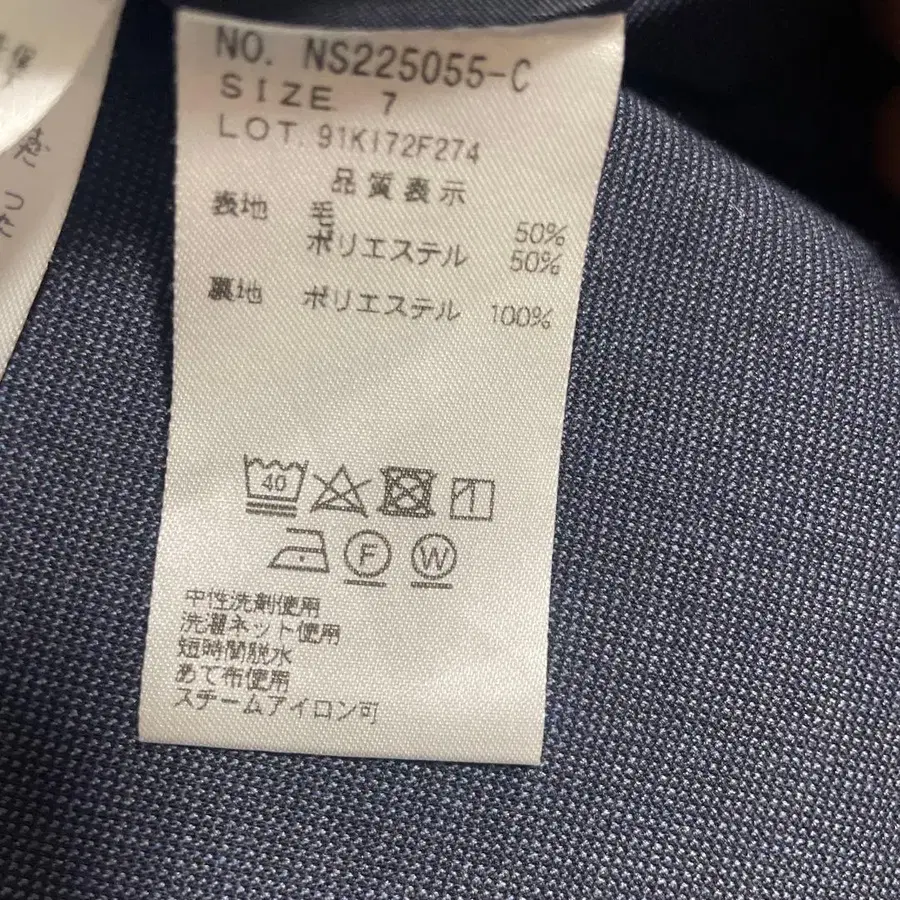 NO. NS225055-C
SIZE 7
LOT. 91KI72F274
品質表示
表地 毛 50%
ポリエステル 50%
裏地 ポリエステル 100%
40
F W
中性洗剤使用
洗濯ネット使用
短時間脱水
あて布使用
スチームアイロン可
った